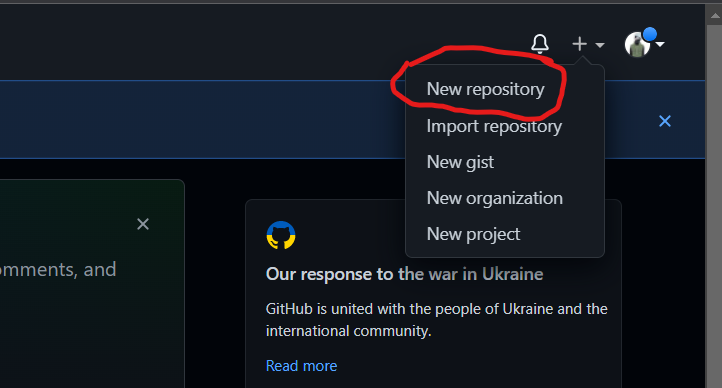 New repository
Import repository
New gist
New organization
New project
omments, and
Our response to the war in Ukraine
GitHub is united with the people of Ukraine and the
international community.
Read more